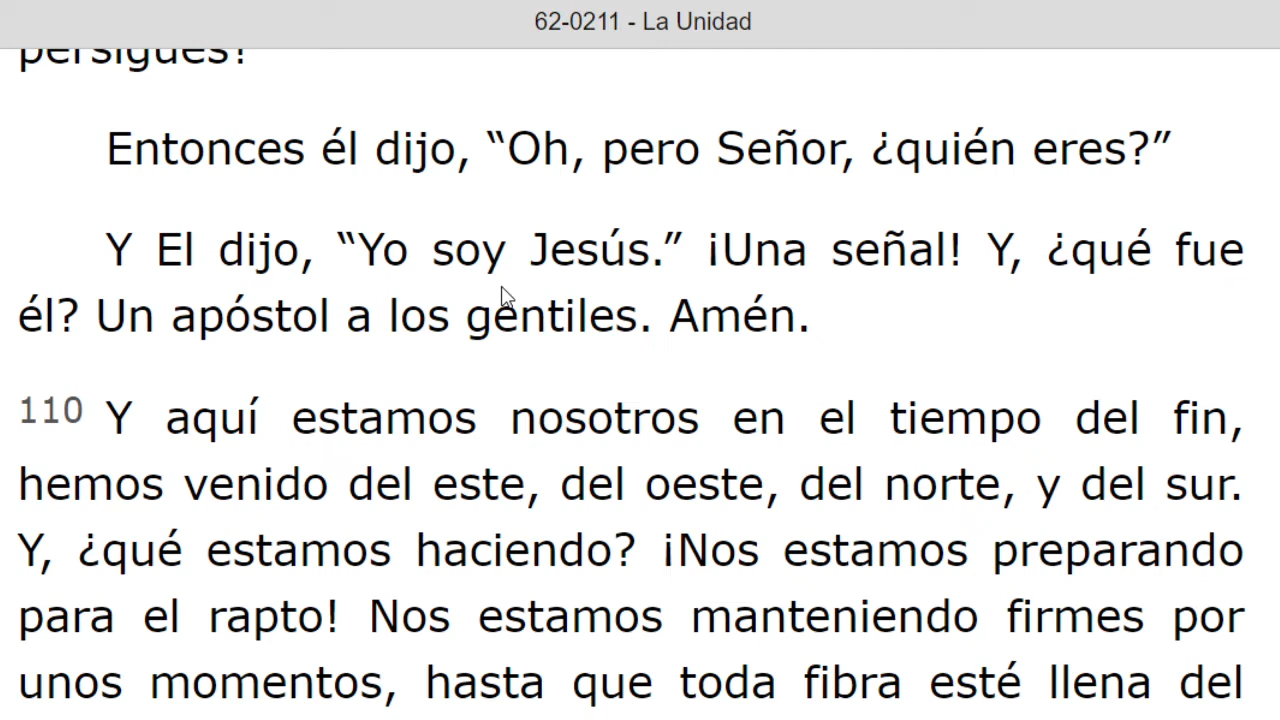 62-0211 - La Unidad
persigues?
Entonces él dijo, “Oh, pero Señor, ¿quién eres?”
Y El dijo, “Yo soy Jesús.” ¡Una señal! Y, ¿qué fue
él? Un apóstol a los gentiles. Amén.
110 Y aquí estamos nosotros en el tiempo del fin,
hemos venido del este, del oeste, del norte, y del sur.
Y, ¿qué estamos haciendo? ¡Nos estamos preparando
para el rapto! Nos estamos manteniendo firmes por
unos momentos, hasta que toda fibra esté llena del